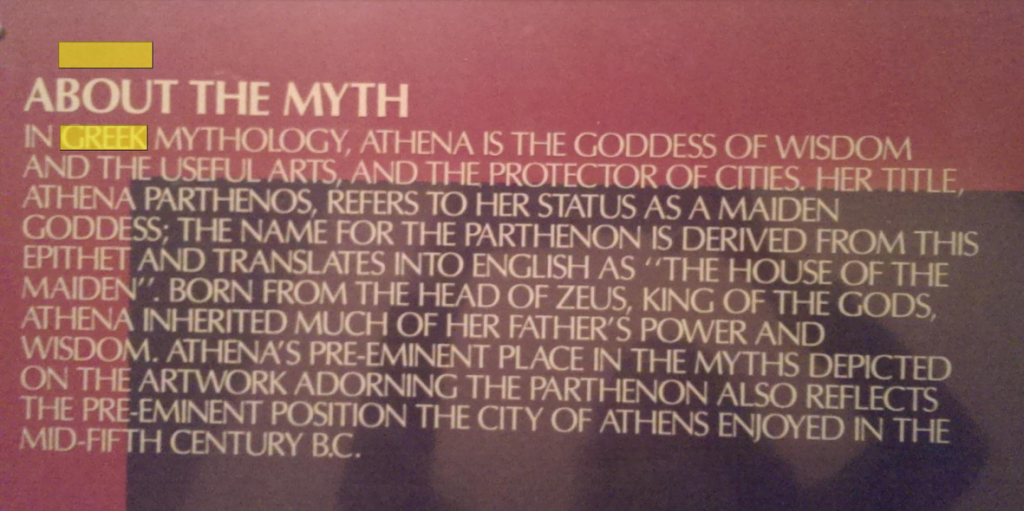 ABOUT THE MYTH
IN GREEK MYTHOLOGY, ATHENA IS THE GODDESS OF WISDOM
AND THE USEFUL ARTS, AND THE PROTECTOR OF CITIES. HER TITLE,
ATHENA PARTHENOS, REFERS TO HER STATUS AS A MAIDEN
GODDESS; THE NAME FOR THE PARTHENON IS DERIVED FROM THIS
EPITHET AND TRANSLATES INTO ENGLISH AS ‘‘THE HOUSE OF THE
MAIDEN’’. BORN FROM THE HEAD OF ZEUS, KING OF THE GODS,
ATHENA INHERITED MUCH OF HER FATHER’S POWER AND
WISDOM. ATHENA’S PRE-EMINENT PLACE IN THE MYTHS DEPICTED
ON THE ARTWORK ADORNING THE PARTHENON ALSO REFLECTS
THE PRE-EMINENT POSITION THE CITY OF ATHENS ENJOYED IN THE
MID-FIFTH CENTURY B.C.